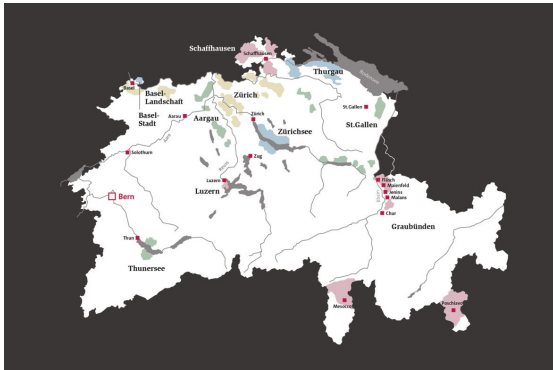 Schaffhausen
Schaffhausen
Thurgau
Bodensee
Basel
Basel-
Landschaft
Zürich
St.Gallen
Basel-
Stadt
Aarau
Aargau
Zürich
St.Gallen
Zürichsee
Solothurn
Zug
Luzern
Luzern
Fläsch
Maienfeld
Jenins
Malans
Bern
Chur
Graubünden
Thun
Thunersee
Mesocco